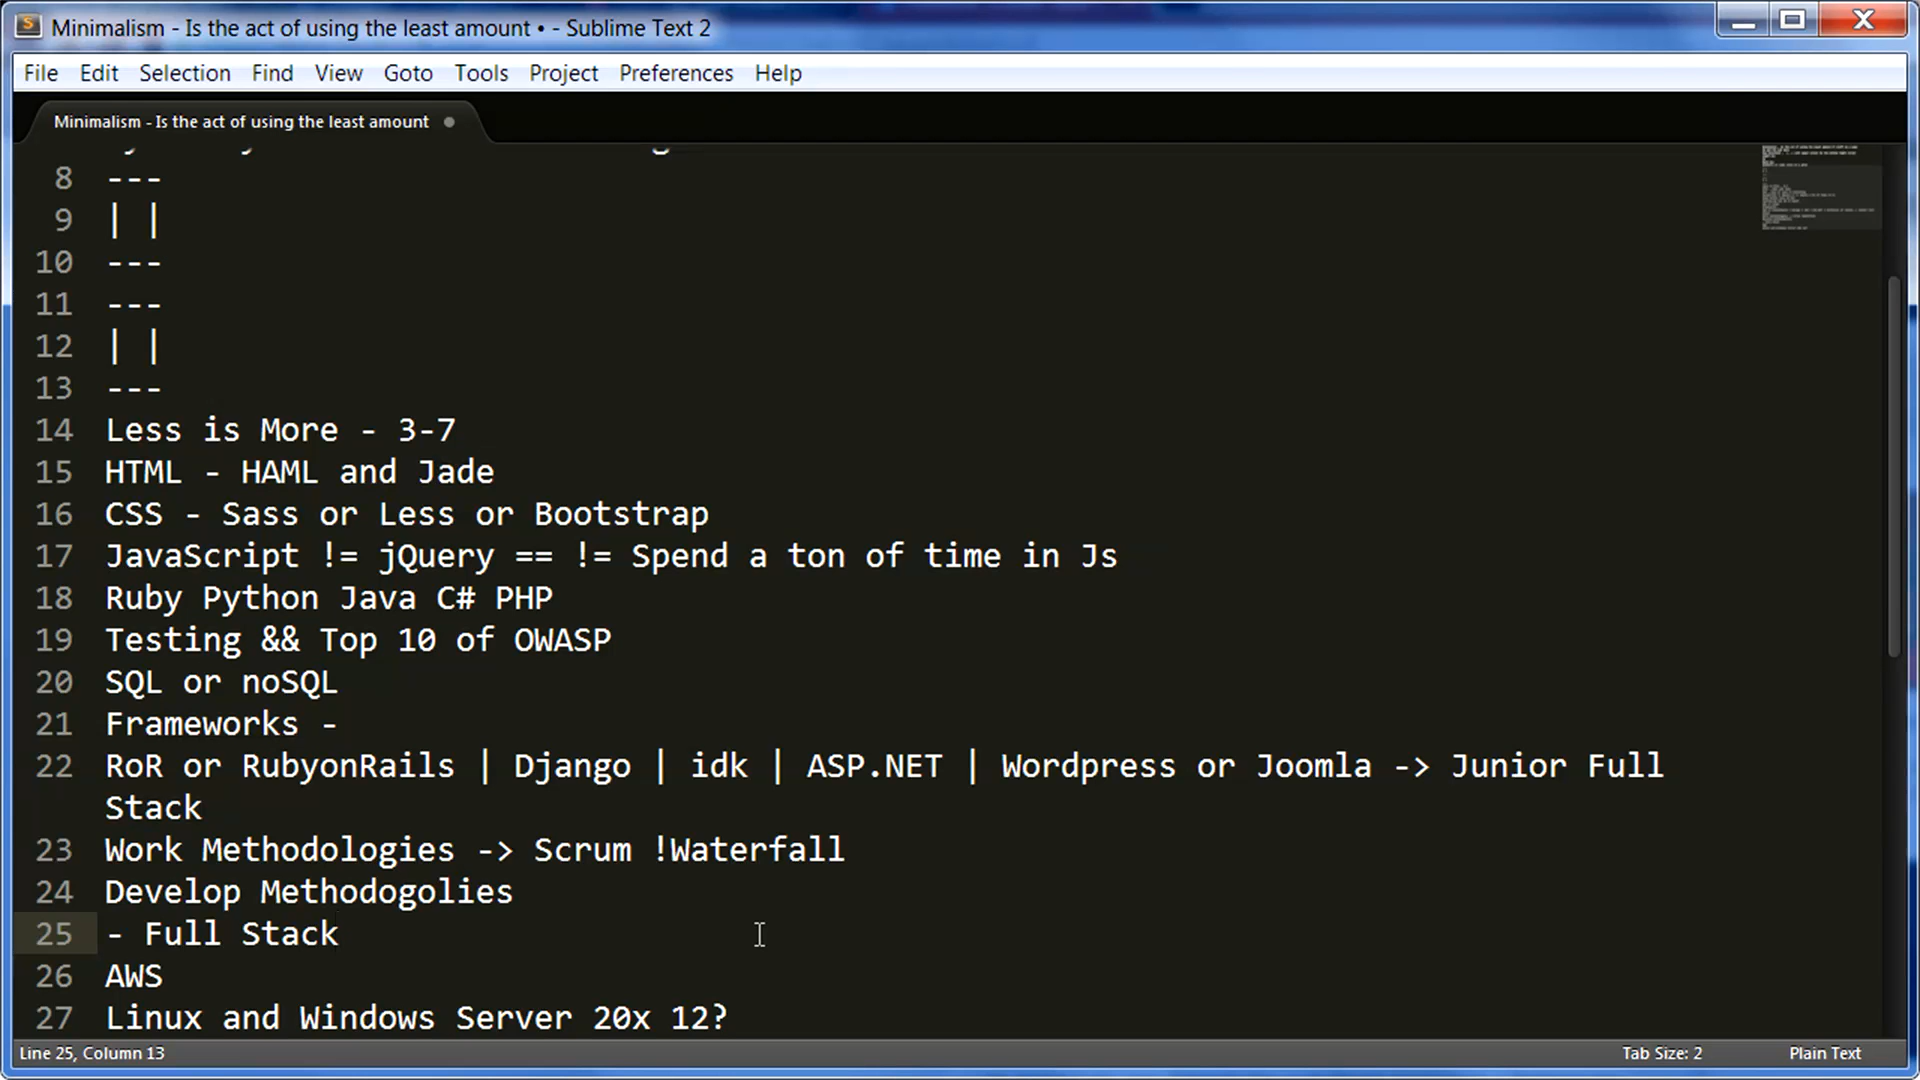 Minimalism - Is the act of using the least amount • - Sublime Text 2
File Edit Selection Find View Goto Tools Project Preferences Help
Minimalism - Is the act of using the least amount
8 ---
9 | |
10 ---
11 ---
12 | |
13 ---
14 Less is More - 3-7
15 HTML - HAML and Jade
16 CSS - Sass or Less or Bootstrap
17 JavaScript != jQuery == != Spend a ton of time in Js
18 Ruby Python Java C# PHP
19 Testing && Top 10 of OWASP
20 SQL or noSQL
21 Frameworks -
22 RoR or RubyonRails | Django | idk | ASP.NET | Wordpress or Joomla -> Junior Full
Stack
23 Work Methodologies -> Scrum !Waterfall
24 Develop Methodogolies
25 - Full Stack
26 AWS
27 Linux and Windows Server 20x 12?
Line 25, Column 13 Tab Size: 2 Plain Text